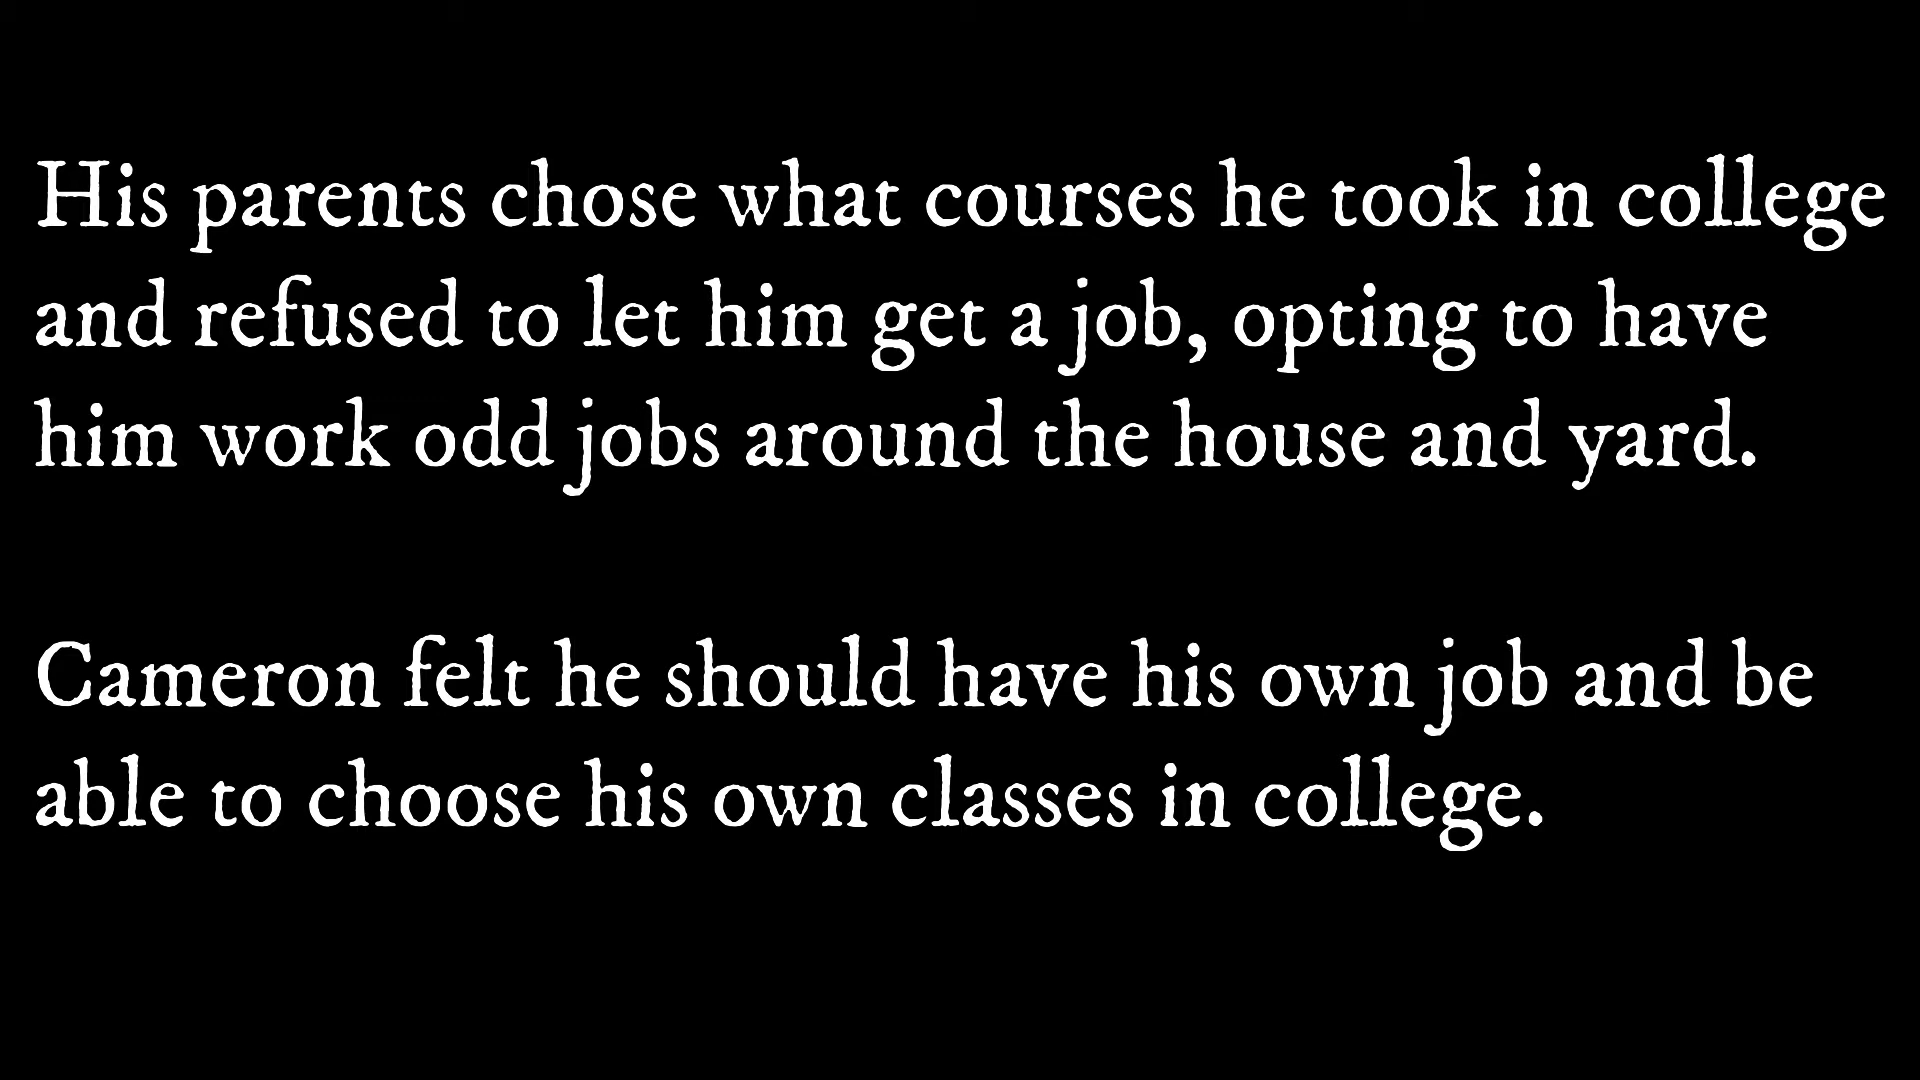 His parents chose what courses he took in college
and refused to let him get a job, opting to have
him work odd jobs around the house and yard.
Cameron felt he should have his own job and be
able to choose his own classes in college.